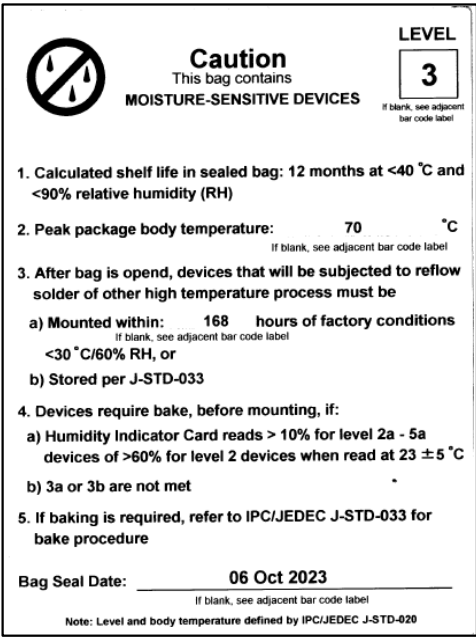 LEVEL
Caution
3
This bag contains
MOISTURE-SENSITIVE DEVICES
If blank, see adjacent
bar code label
1. Calculated shelf life in sealed bag: 12 months at <40 °C and
<90% relative humidity (RH)
2. Peak package body temperature: 70 °C
If blank, see adjacent bar code label
3. After bag is opend, devices that will be subjected to reflow
solder of other high temperature process must be
a) Mounted within: 168 hours of factory conditions
If blank, see adjacent bar code label
<30 °C/60% RH, or
b) Stored per J-STD-033
4. Devices require bake, before mounting, if:
a) Humidity Indicator Card reads > 10% for level 2a - 5a
devices of >60% for level 2 devices when read at 23 ±5 °C
b) 3a or 3b are not met
5. If baking is required, refer to IPC/JEDEC J-STD-033 for
bake procedure
Bag Seal Date: 06 Oct 2023
If blank, see adjacent bar code label
Note: Level and body temperature defined by IPC/JEDEC J-STD-020